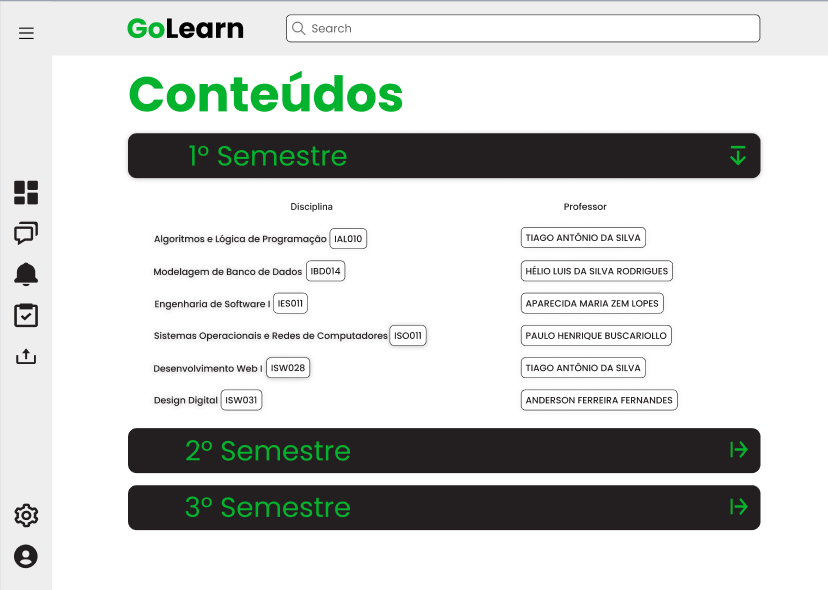 GoLearn
Search
Conteúdos
1º Semestre
Disciplina Professor
Algoritmos e Lógica de Programação IAL010 TIAGO ANTÔNIO DA SILVA
Modelagem de Banco de Dados IBD014 HÉLIO LUIS DA SILVA RODRIGUES
Engenharia de Software I IES011 APARECIDA MARIA ZEM LOPES
Sistemas Operacionais e Redes de Computadores ISO011 PAULO HENRIQUE BUSCARIOLLO
Desenvolvimento Web I ISW028 TIAGO ANTÔNIO DA SILVA
Design Digital ISW031 ANDERSON FERREIRA FERNANDES
2º Semestre
3º Semestre